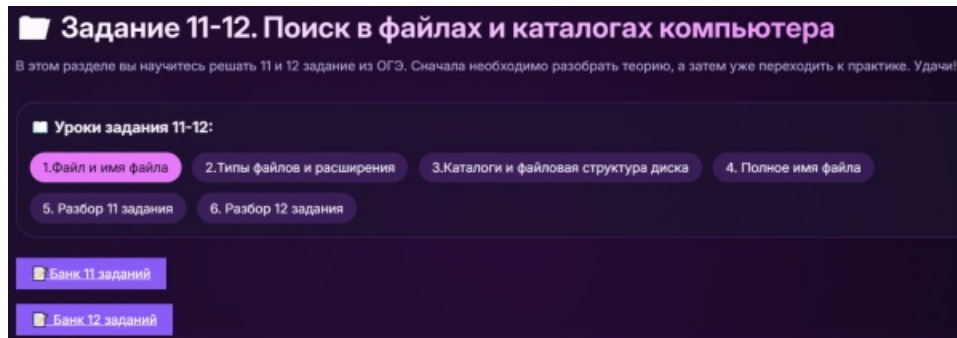 Задание 11-12. Поиск в файлах и каталогах компьютера
В этом разделе вы научитесь решать 11 и 12 задание из ОГЭ. Сначала необходимо разобрать теорию, а затем уже переходить к практике. Удачи!
Уроки задания 11-12:
1.Файл и имя файла 2.Типы файлов и расширения 3.Каталоги и файловая структура диска 4. Полное имя файла
5. Разбор 11 задания 6. Разбор 12 задания
Банк 11 заданий
Банк 12 заданий